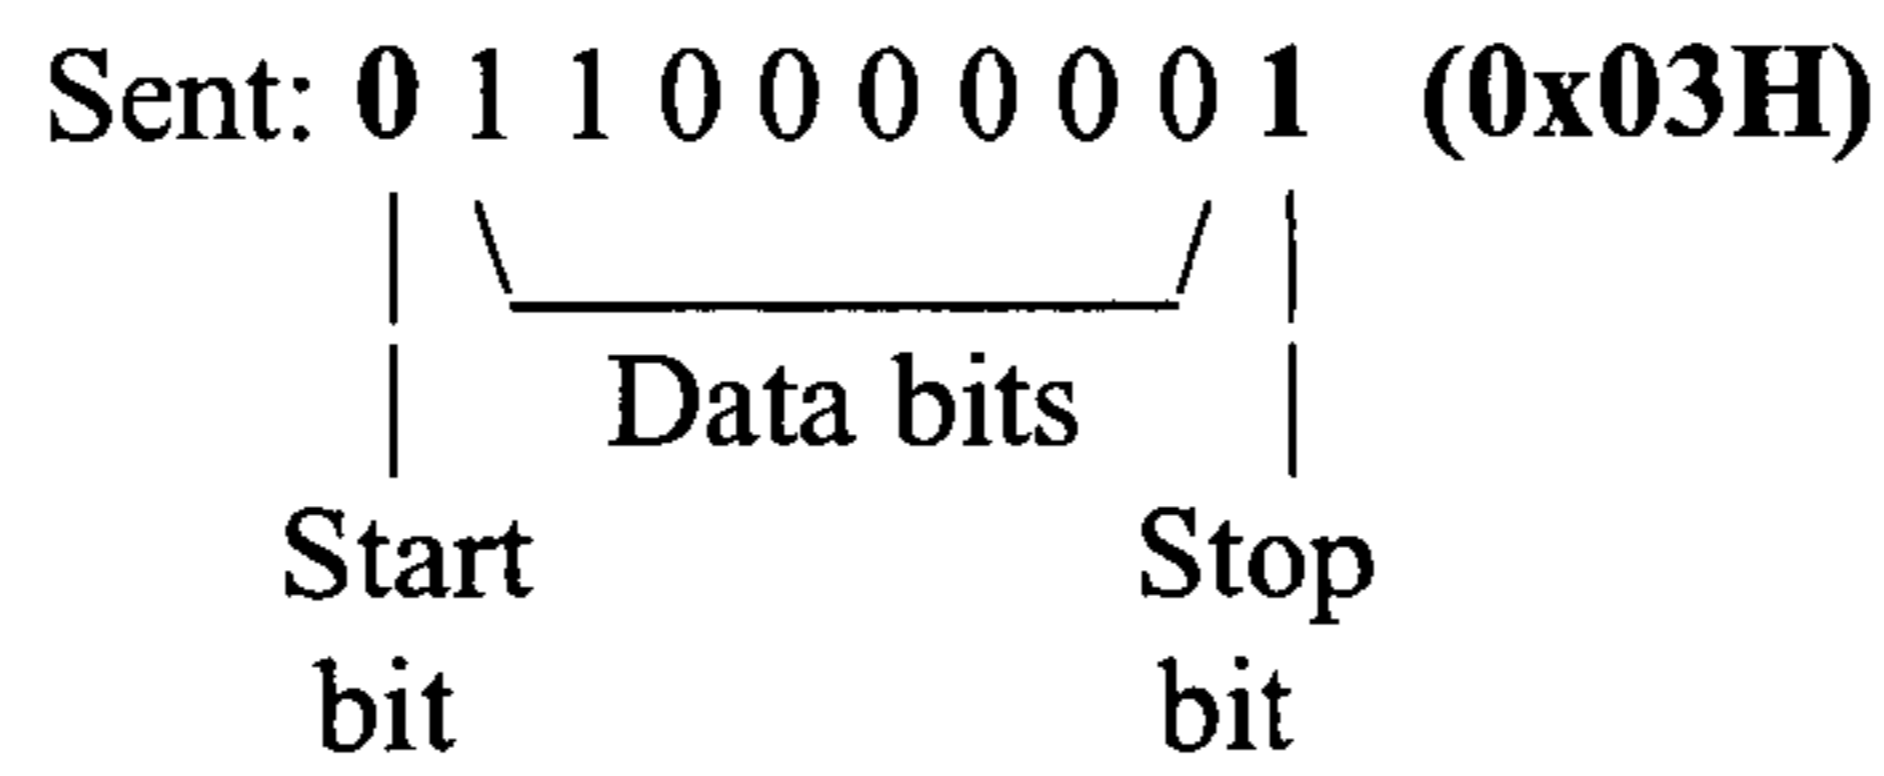 Sent: 0 1 1 0 0 0 0 0 0 1 (0x03H)
Data bits
Start bit
Stop bit